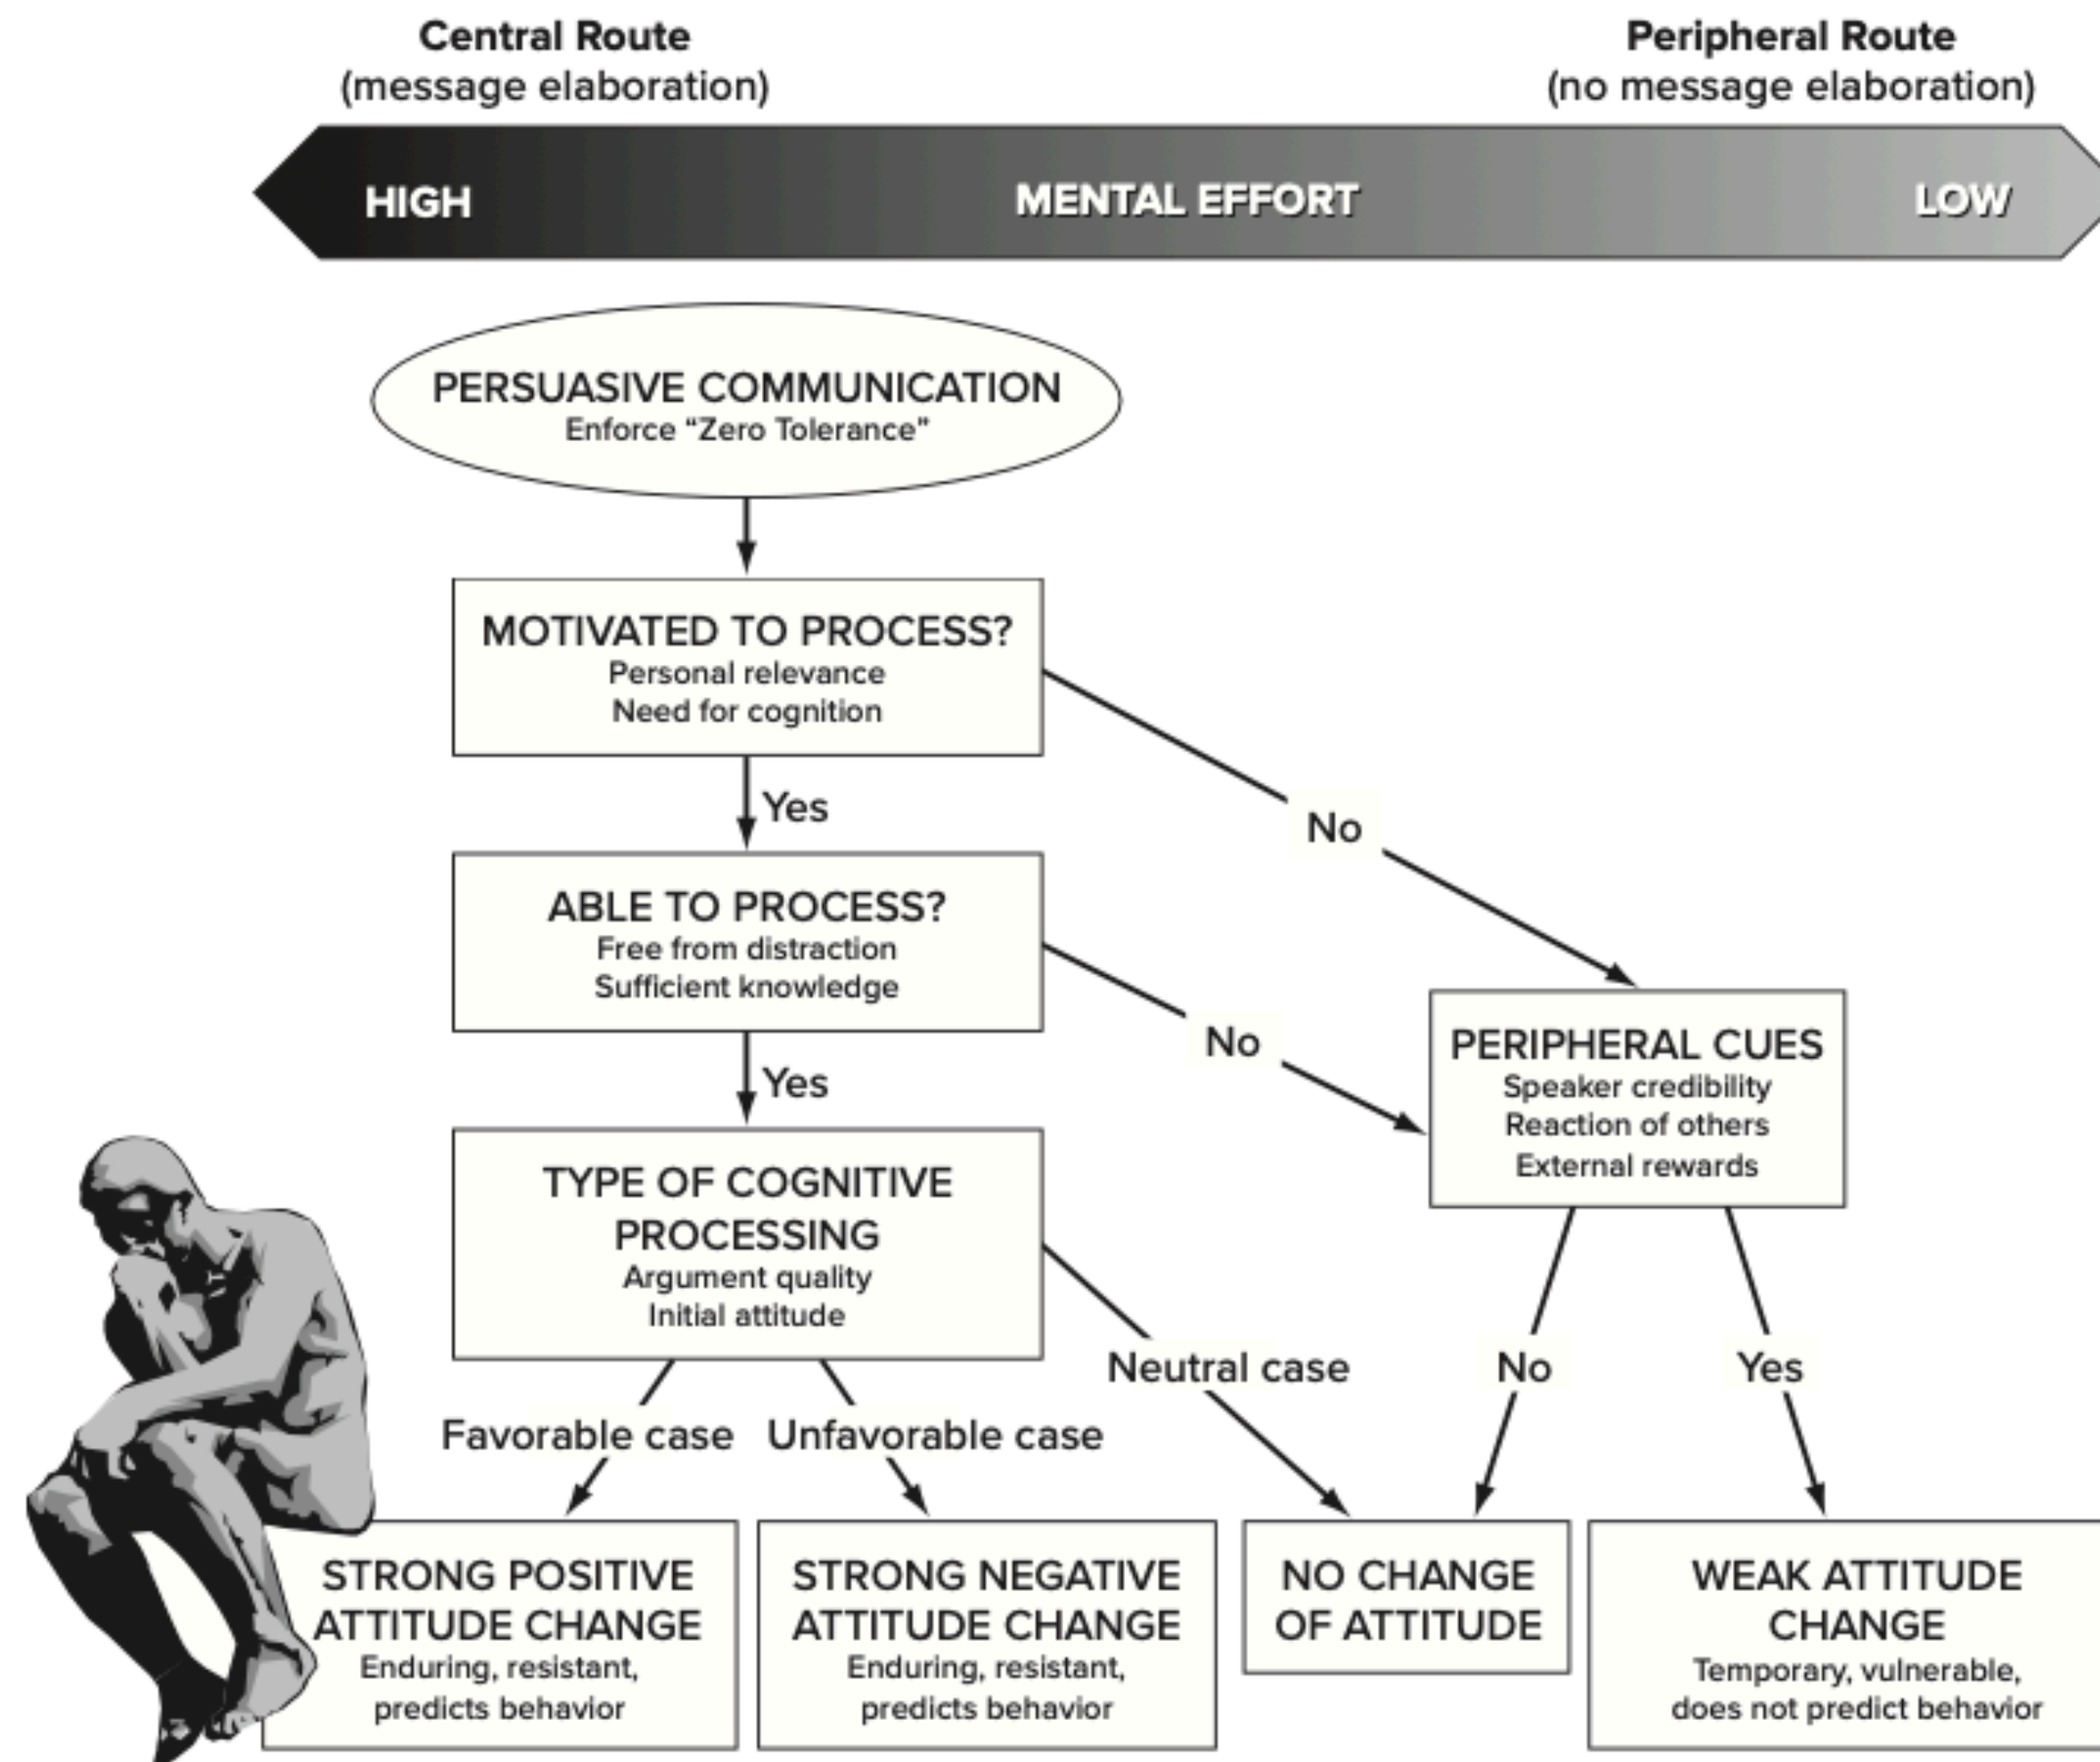 Central Route
(message elaboration)
Peripheral Route
(no message elaboration)
HIGH
MENTAL EFFORT
LOW
PERSUASIVE COMMUNICATION
Enforce “Zero Tolerance”
MOTIVATED TO PROCESS?
Personal relevance
Need for cognition
Yes
No
ABLE TO PROCESS?
Free from distraction
Sufficient knowledge
No
Yes
PERIPHERAL CUES
Speaker credibility
Reaction of others
External rewards
TYPE OF COGNITIVE
PROCESSING
Argument quality
Initial attitude
Neutral case
No
Yes
Favorable case
Unfavorable case
STRONG POSITIVE
ATTITUDE CHANGE
Enduring, resistant,
predicts behavior
STRONG NEGATIVE
ATTITUDE CHANGE
Enduring, resistant,
predicts behavior
NO CHANGE
OF ATTITUDE
WEAK ATTITUDE
CHANGE
Temporary, vulnerable,
does not predict behavior